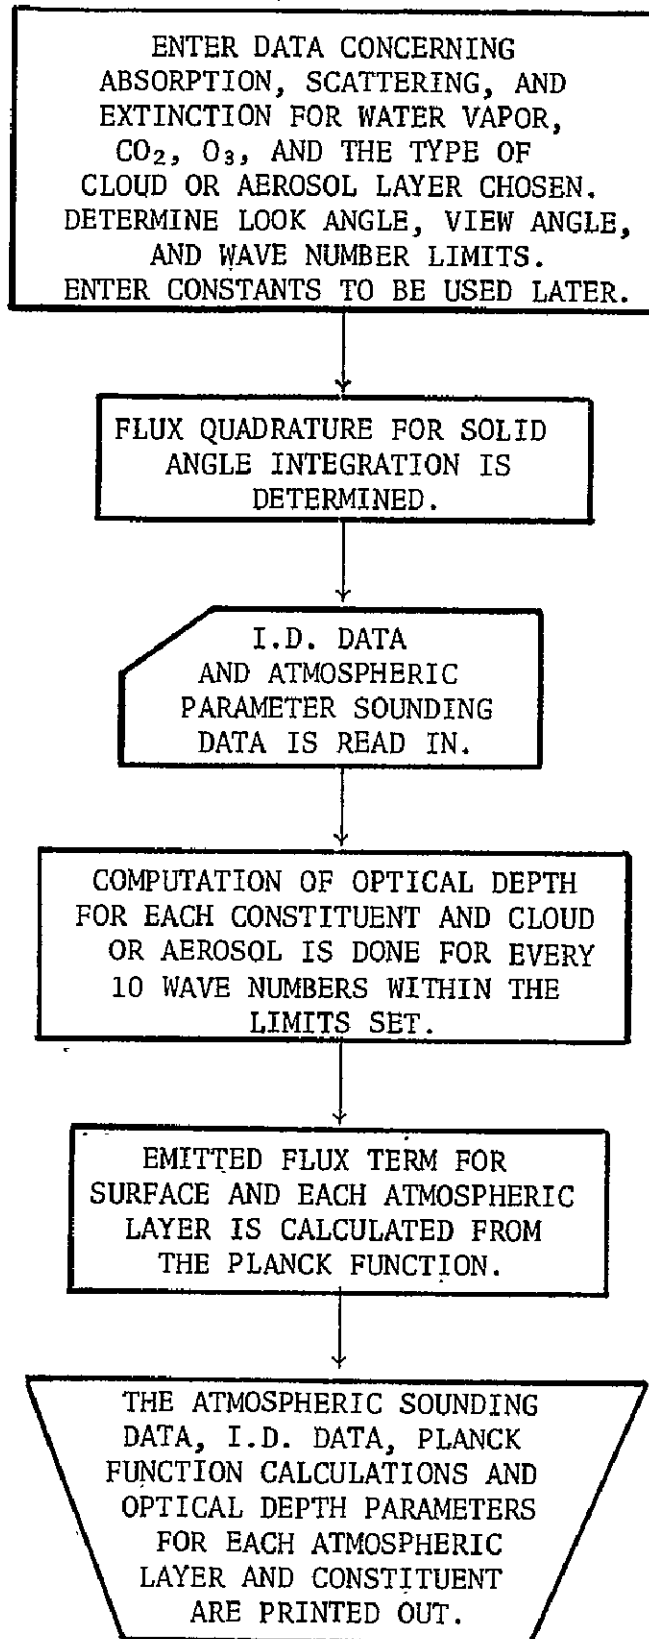 ENTER DATA CONCERNING
ABSORPTION, SCATTERING, AND
EXTINCTION FOR WATER VAPOR,
CO₂, O₃, AND THE TYPE OF
CLOUD OR AEROSOL LAYER CHOSEN.
DETERMINE LOOK ANGLE, VIEW ANGLE,
AND WAVE NUMBER LIMITS.
ENTER CONSTANTS TO BE USED LATER.
FLUX QUADRATURE FOR SOLID
ANGLE INTEGRATION IS
DETERMINED.
I.D. DATA
AND ATMOSPHERIC
PARAMETER SOUNDING
DATA IS READ IN.
COMPUTATION OF OPTICAL DEPTH
FOR EACH CONSTITUENT AND CLOUD
OR AEROSOL IS DONE FOR EVERY
10 WAVE NUMBERS WITHIN THE
LIMITS SET.
EMITTED FLUX TERM FOR
SURFACE AND EACH ATMOSPHERIC
LAYER IS CALCULATED FROM
THE PLANCK FUNCTION.
THE ATMOSPHERIC SOUNDING
DATA, I.D. DATA, PLANCK
FUNCTION CALCULATIONS AND
OPTICAL DEPTH PARAMETERS
FOR EACH ATMOSPHERIC
LAYER AND CONSTITUENT
ARE PRINTED OUT.